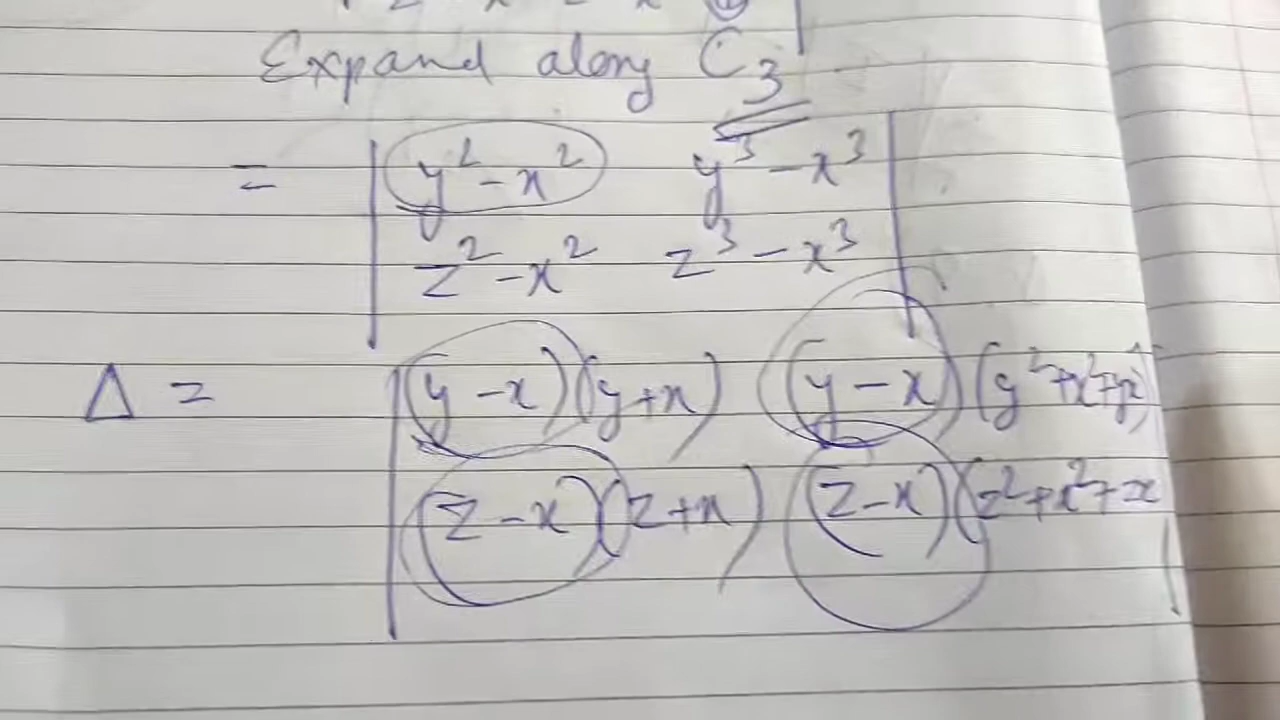 Expand along C₃
= | y² - x² y³ - x³ |
| z² - x² z³ - x³ |
Δ = | (y - x)(y + x) (y - x)(y² + x² + yx) |
| (z - x)(z + x) (z - x)(z² + x² + zx |